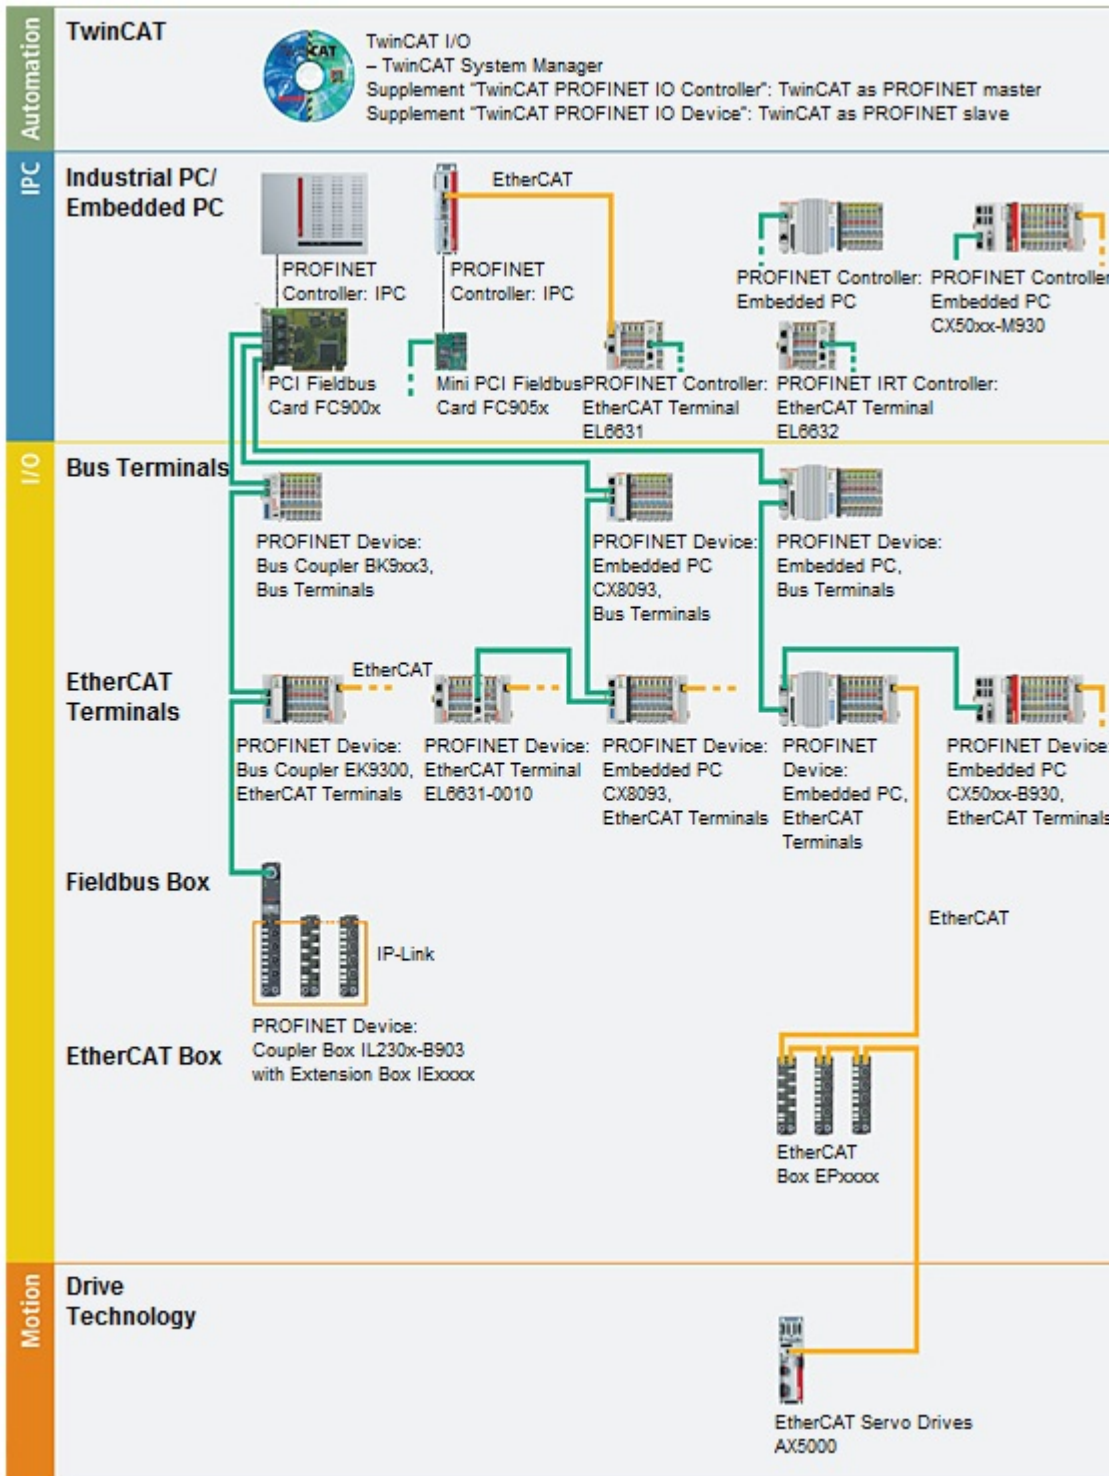 Automation
TwinCAT
TwinCAT I/O
– TwinCAT System Manager
Supplement "TwinCAT PROFINET IO Controller": TwinCAT as PROFINET master
Supplement "TwinCAT PROFINET IO Device": TwinCAT as PROFINET slave
IPC
Industrial PC/
Embedded PC
EtherCAT
PROFINET
Controller: IPC
PROFINET
Controller: IPC
PROFINET Controller:
Embedded PC
PROFINET Controller
Embedded PC
CX50xx-M930
PCI Fieldbus
Card FC900x
Mini PCI Fieldbus
Card FC905x
PROFINET Controller:
EtherCAT Terminal
EL6631
PROFINET IRT Controller:
EtherCAT Terminal
EL6632
I/O
Bus Terminals
PROFINET Device:
Bus Coupler BK9xx3,
Bus Terminals
PROFINET Device:
Embedded PC
CX8093,
Bus Terminals
PROFINET Device:
Embedded PC,
Bus Terminals
EtherCAT
Terminals
EtherCAT
PROFINET Device:
Bus Coupler EK9300,
EtherCAT Terminals
PROFINET Device:
EtherCAT Terminal
EL6631-0010
PROFINET Device:
Embedded PC
CX8093,
EtherCAT Terminals
PROFINET
Device:
Embedded PC,
EtherCAT
Terminals
PROFINET Device:
Embedded PC
CX50xx-B930,
EtherCAT Terminals
Fieldbus Box
IP-Link
EtherCAT
PROFINET Device:
Coupler Box IL230x-B903
with Extension Box IExxxx
EtherCAT Box
EtherCAT
Box EPxxxx
Motion
Drive
Technology
EtherCAT Servo Drives
AX5000